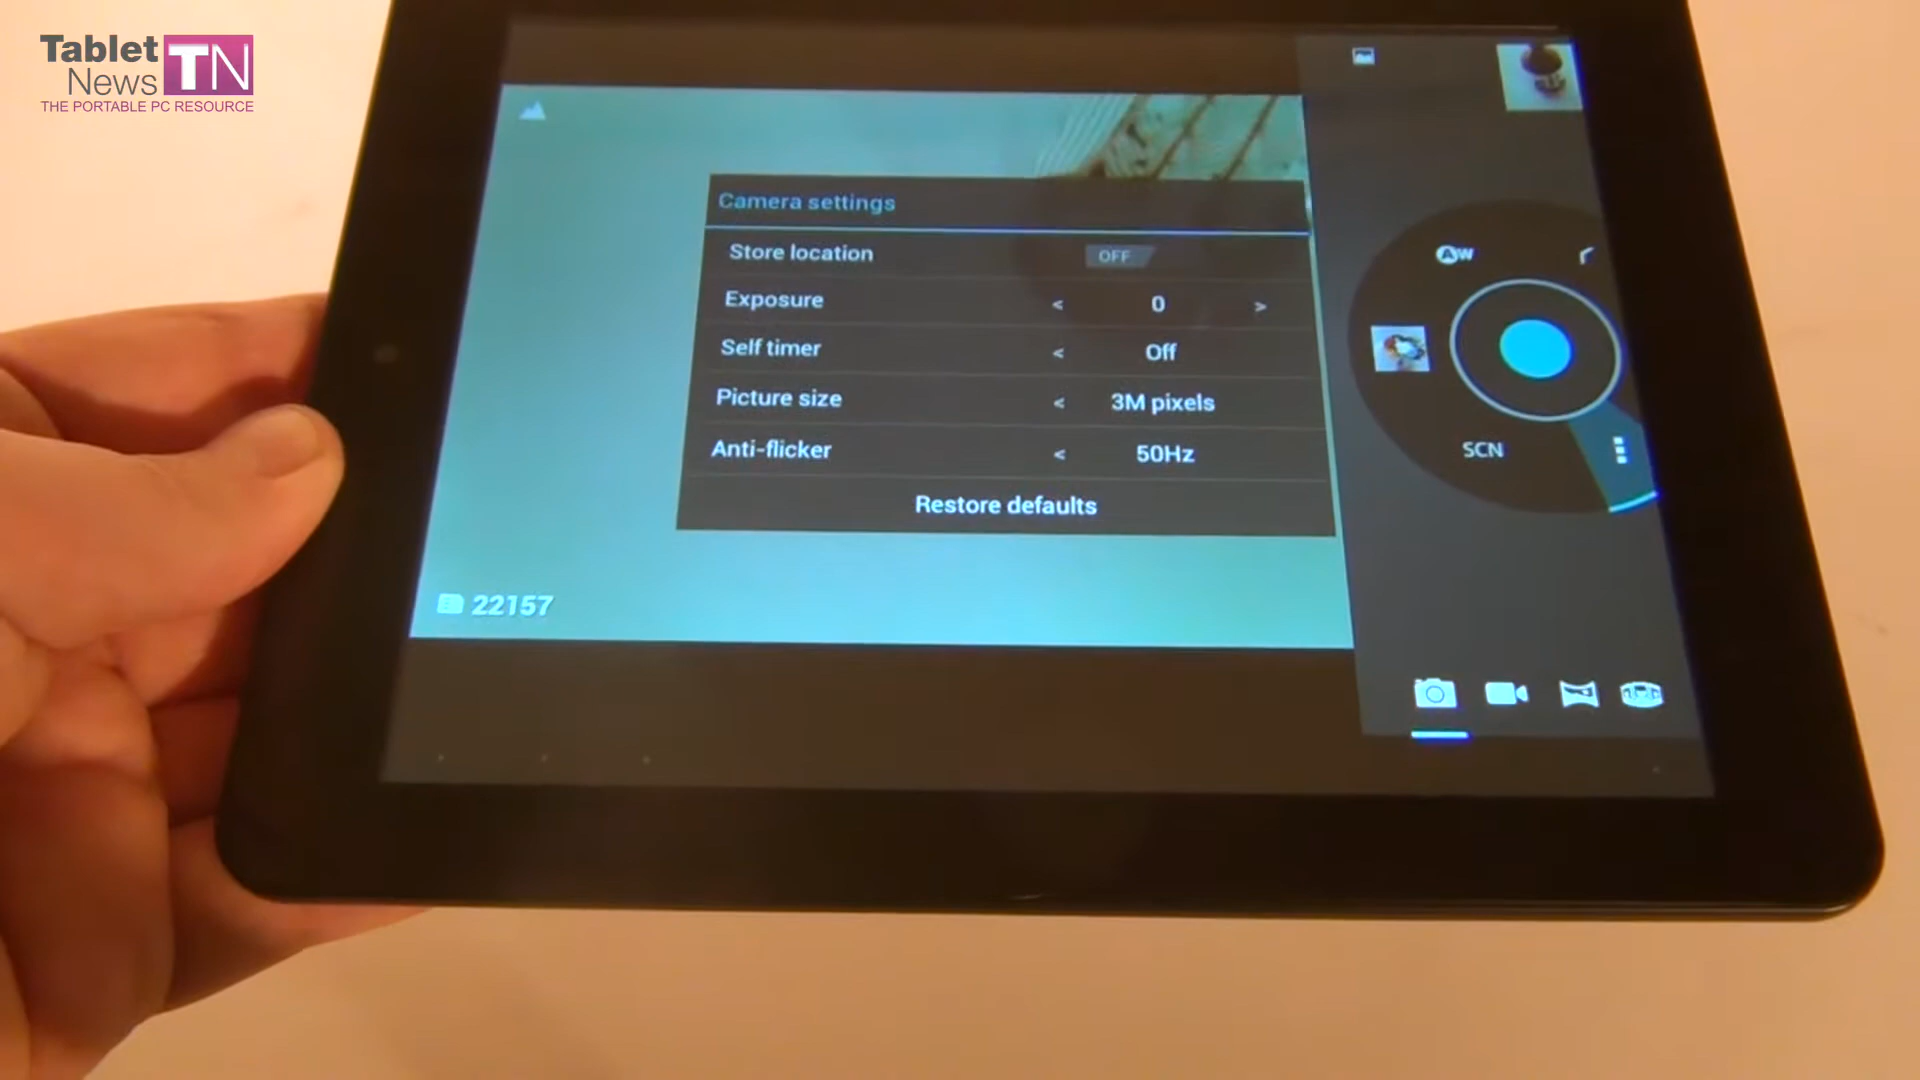 Tablet
News TN
THE PORTABLE PC RESOURCE
Camera settings
Store location OFF
Exposure < 0 >
Self timer < Off
Picture size < 3M pixels
Anti-flicker < 50Hz
Restore defaults
22157
AW
SCN